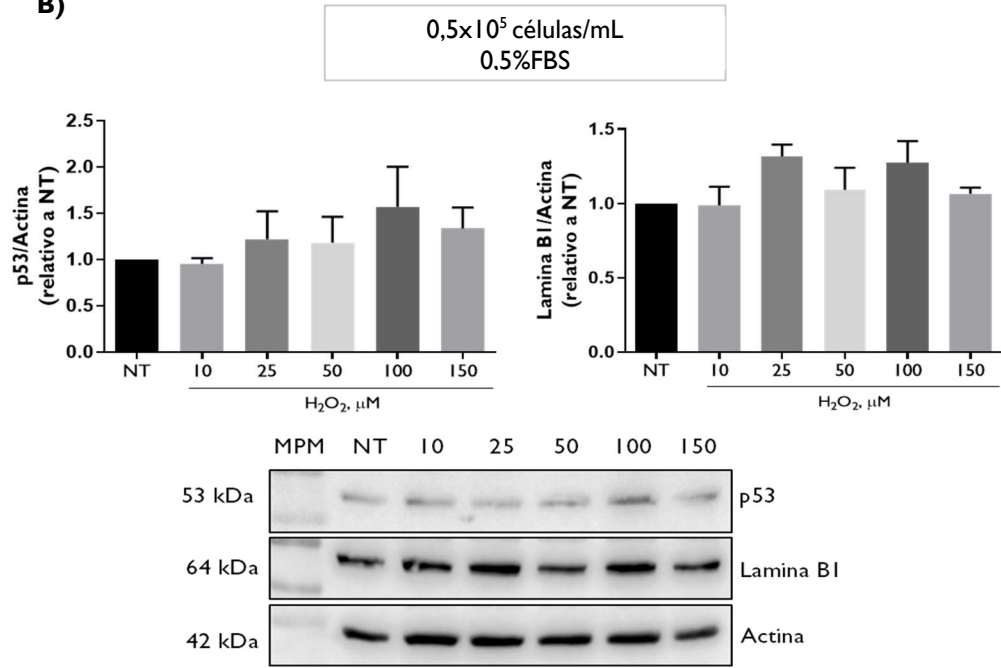 B)
0,5x10⁵ células/mL
0,5%FBS
p53/Actina
(relativo a NT)
2.5
2.0
1.5
1.0
0.5
0.0
NT 10 25 50 100 150
H₂O₂, μM
Lamina B1/Actina
(relativo a NT)
1.5
1.0
0.5
0.0
NT 10 25 50 100 150
H₂O₂, μM
MPM NT 10 25 50 100 150
53 kDa p53
64 kDa Lamina B1
42 kDa Actina